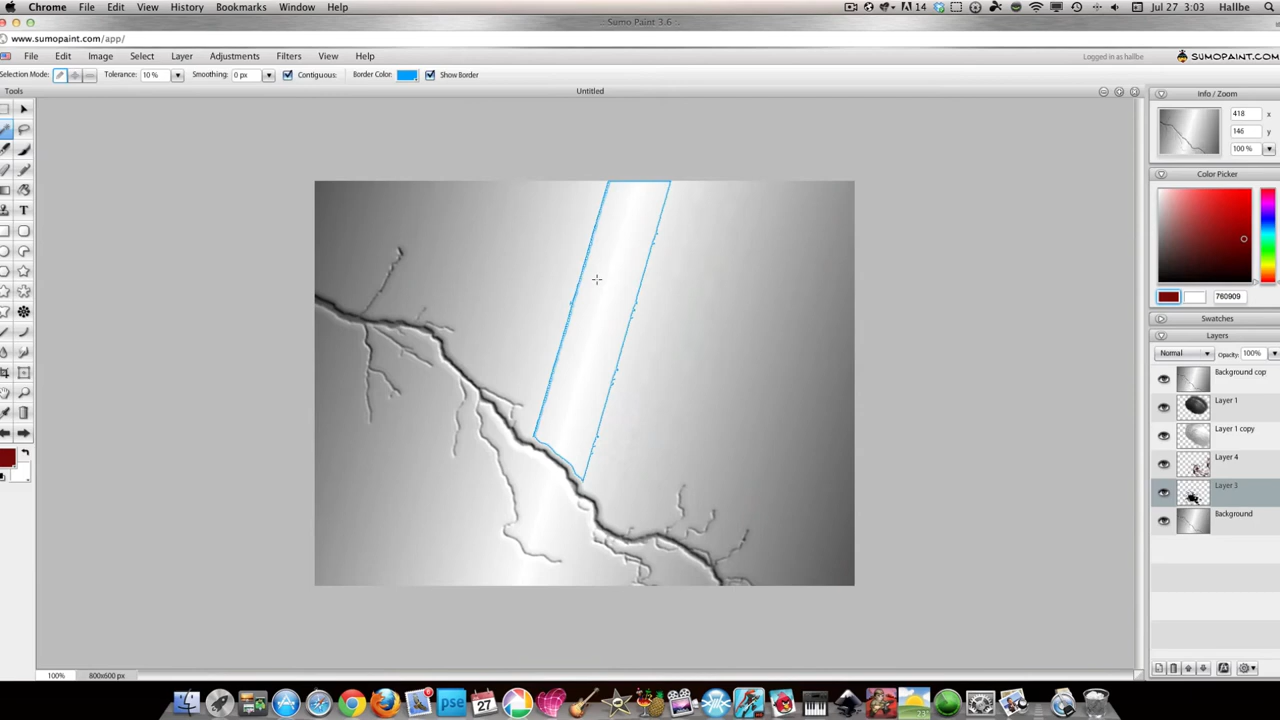 Chrome File Edit View History Bookmarks Window Help 14 Jul 27 3:03 Hallbe
.. Sumo Paint 3.6 ..
www.sumopaint.com/app/
File Edit Image Select Layer Adjustments Filters View Help Logged in as hallbe SUMOPAINT.COM
Selection Mode: Tolerance: 10 % Smoothing: 0 px Contiguous: Border Color: Show Border
Tools Untitled Info / Zoom
418 x
146 y
100 %
Color Picker
T
760909
Swatches
Layers
Normal Opacity: 100%
Background cop
Layer 1
Layer 1 copy
Layer 4
Layer 3
Background
100% 800x600
pse 27